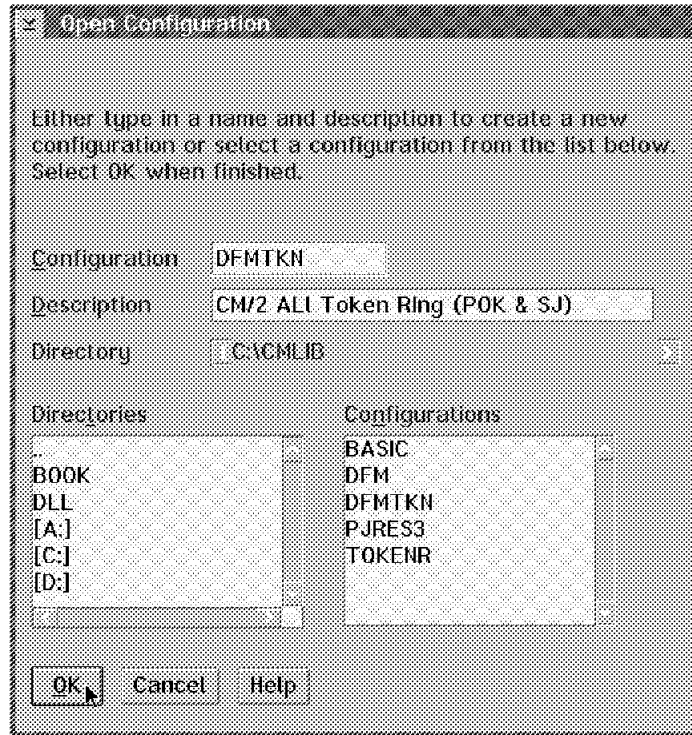 Open Configuration
Either type in a name and description to create a new
configuration or select a configuration from the list below.
Select OK when finished.
Configuration DFMTKN
Description CM/2 ALL Token Ring (POK & SJ)
Directory C:\CMLIB
Directories
..
BOOK
DLL
[A:]
[C:]
[D:]
Configurations
BASIC
DFM
DFMTKN
PJRES3
TOKENR
OK Cancel Help